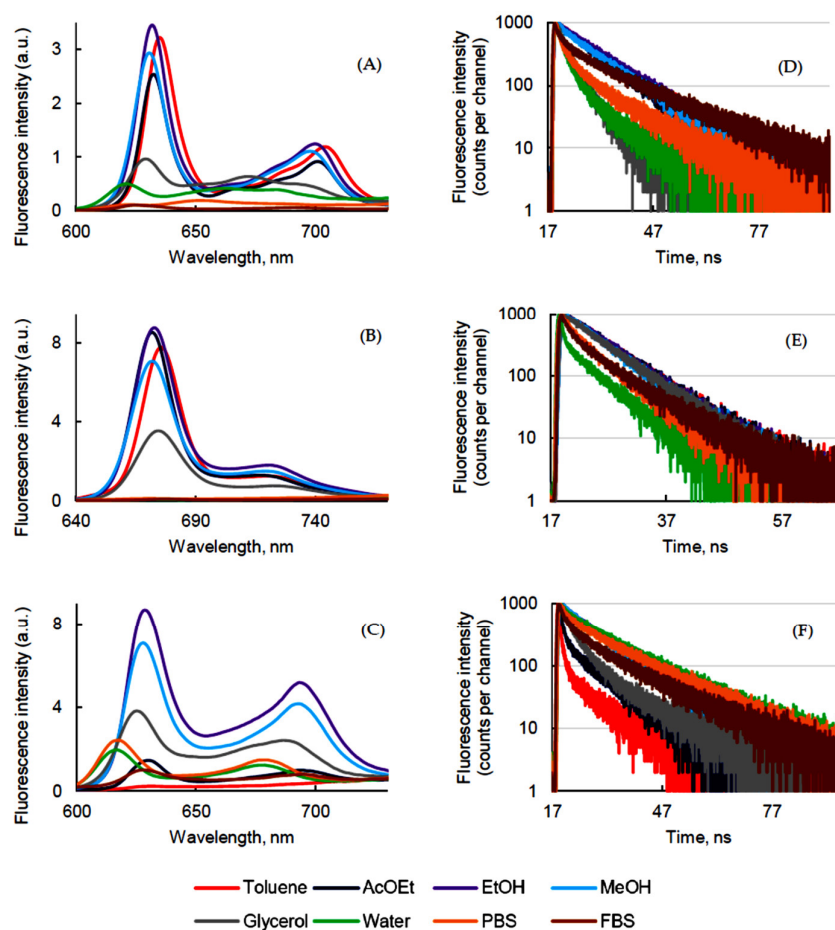 Fluorescence intensity (a.u.)
3
2
1
0
600 650 700
Wavelength, nm
(A)
Fluorescence intensity
(counts per channel)
1000
100
10
1
17 47 77
Time, ns
(D)
Fluorescence intensity (a.u.)
8
4
0
640 690 740
Wavelength, nm
(B)
Fluorescence intensity
(counts per channel)
1000
100
10
1
17 37 57
Time, ns
(E)
Fluorescence intensity (a.u.)
8
4
0
600 650 700
Wavelength, nm
(C)
Fluorescence intensity
(counts per channel)
1000
100
10
1
17 47 77
Time, ns
(F)
Toluene AcOEt EtOH MeOH
Glycerol Water PBS FBS